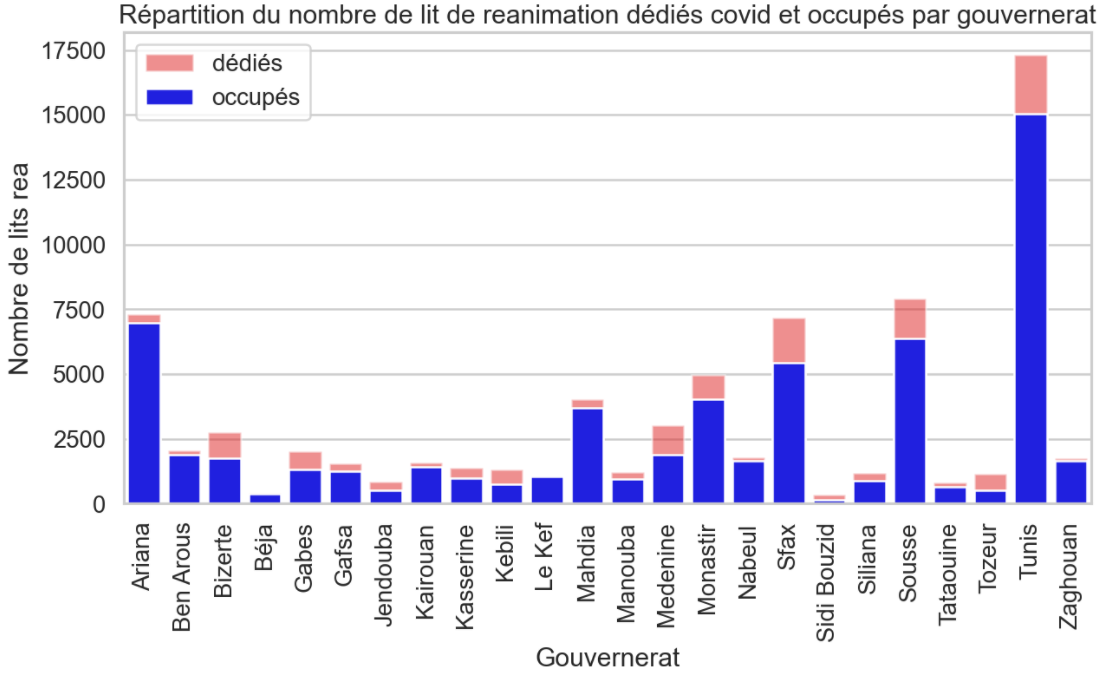 Répartition du nombre de lit de reanimation dédiés covid et occupés par gouvernerat
dédiés
occupés
Nombre de lits rea
17500
15000
12500
10000
7500
5000
2500
0
Ariana
Ben Arous
Bizerte
Béja
Gabes
Gafsa
Jendouba
Kairouan
Kasserine
Kebili
Le Kef
Mahdia
Manouba
Medenine
Monastir
Nabeul
Sfax
Sidi Bouzid
Siliana
Sousse
Tataouine
Tozeur
Tunis
Zaghouan
Gouvernerat